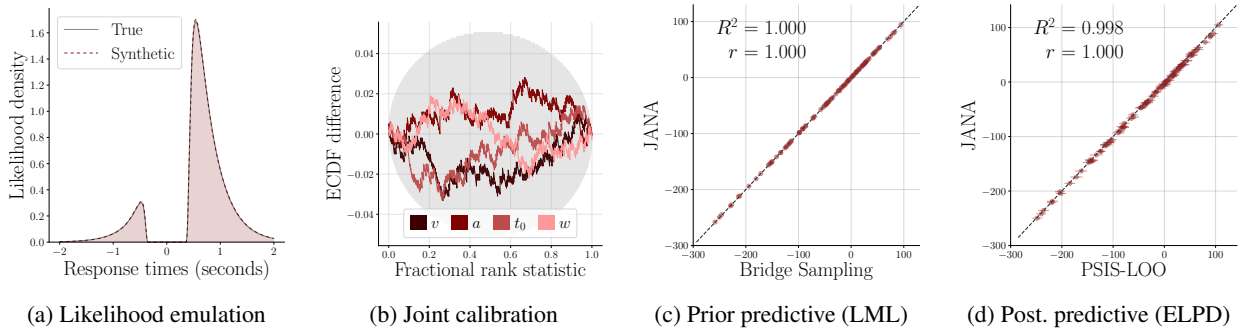 True
Synthetic
Likelihood density
1.6
1.4
1.2
1.0
0.8
0.6
0.4
0.2
0.0
−2 −1 0 1 2
Response times (seconds)
(a) Likelihood emulation
ECDF difference
0.04
0.02
0.00
−0.02
−0.04
v a t0 w
0.0 0.2 0.4 0.6 0.8 1.0
Fractional rank statistic
(b) Joint calibration
JANA
100
0
−100
−200
−300
R² = 1.000
r = 1.000
−300 −200 −100 0 100
Bridge Sampling
(c) Prior predictive (LML)
JANA
100
0
−100
−200
−300
R² = 0.998
r = 1.000
−300 −200 −100 0 100
PSIS-LOO
(d) Post. predictive (ELPD)